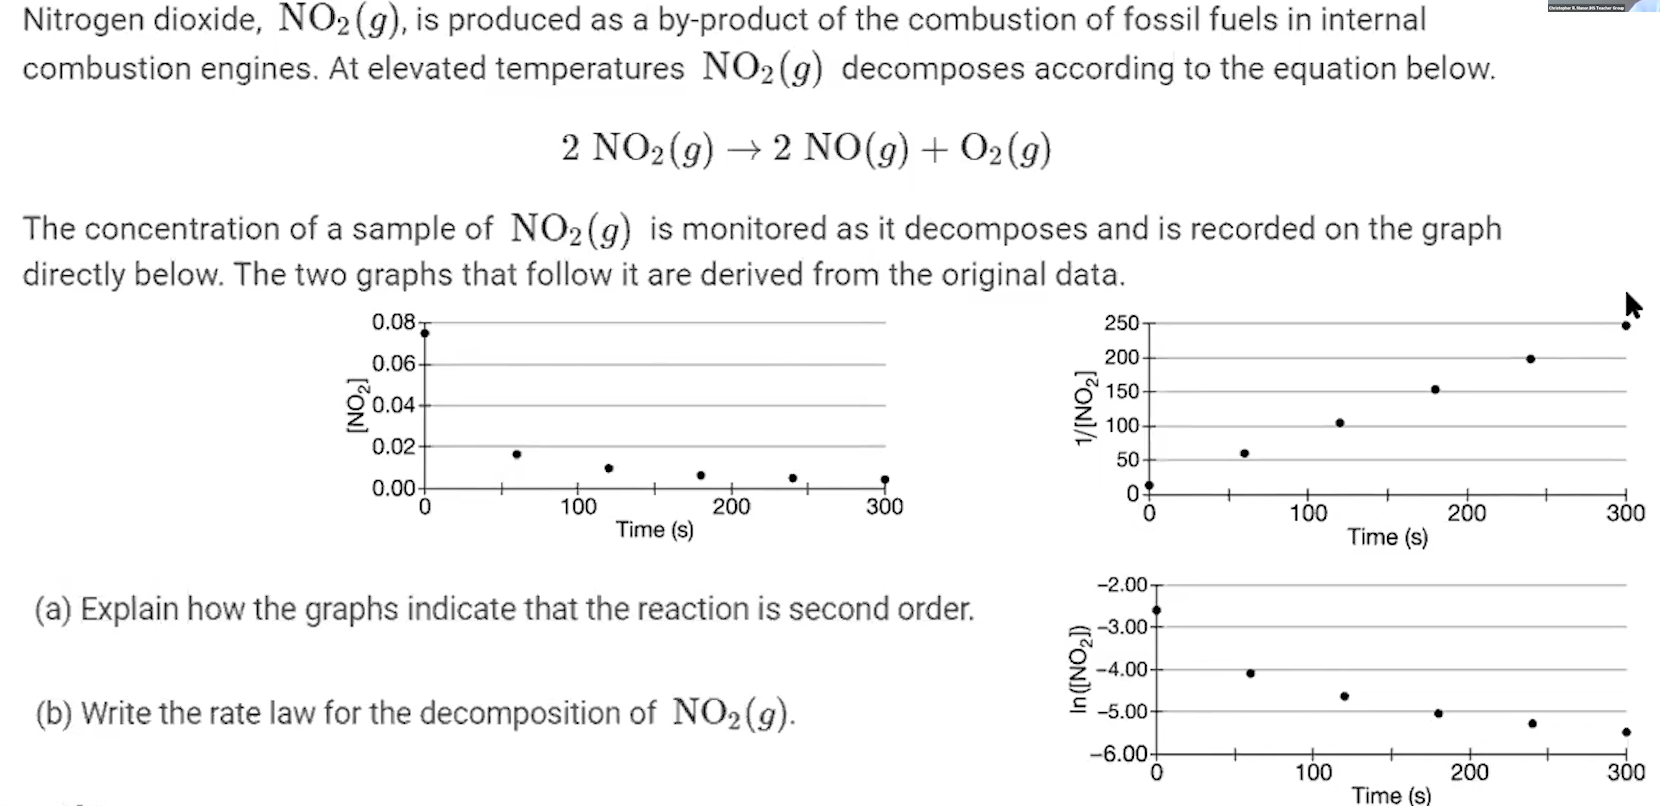 Nitrogen dioxide, NO₂(g), is produced as a by-product of the combustion of fossil fuels in internal
combustion engines. At elevated temperatures NO₂(g) decomposes according to the equation below.
2 NO₂(g) → 2 NO(g) + O₂(g)
The concentration of a sample of NO₂(g) is monitored as it decomposes and is recorded on the graph
directly below. The two graphs that follow it are derived from the original data.
0.08
0.06
0.04
0.02
0.00
[NO₂]
0 100 200 300
Time (s)
250
200
150
100
50
0
1/[NO₂]
0 100 200 300
Time (s)
(a) Explain how the graphs indicate that the reaction is second order.
(b) Write the rate law for the decomposition of NO₂(g).
-2.00
-3.00
-4.00
-5.00
-6.00
ln([NO₂])
0 100 200 300
Time (s)